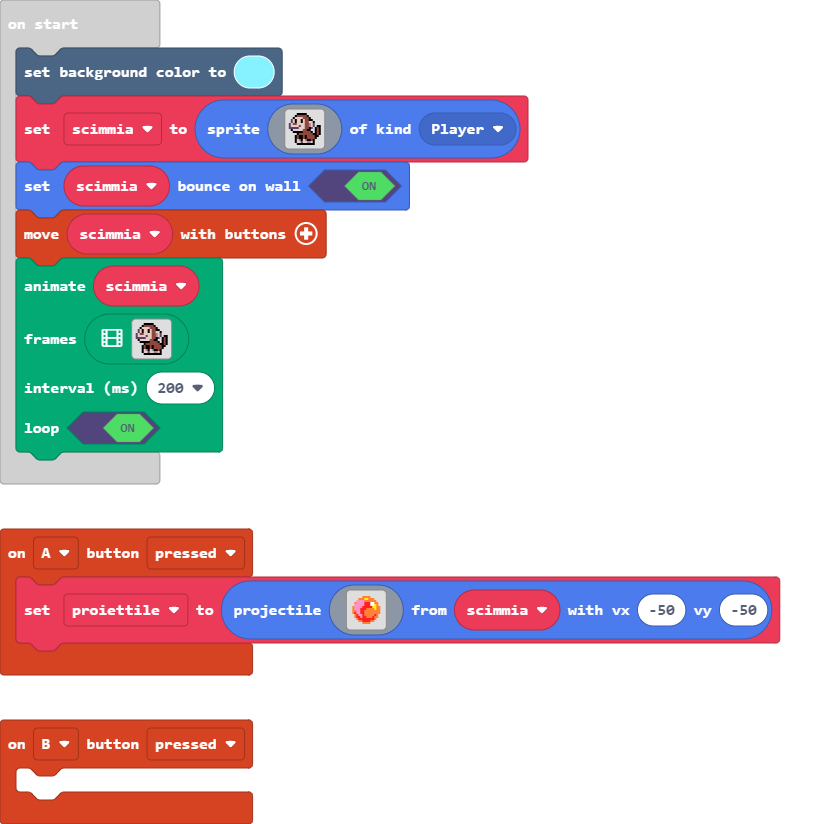 on start
set background color to
set scimmia to sprite of kind Player
set scimmia bounce on wall ON
move scimmia with buttons
animate scimmia
frames
interval (ms) 200
loop ON
on A button pressed
set proiettile to projectile from scimmia with vx -50 vy -50
on B button pressed